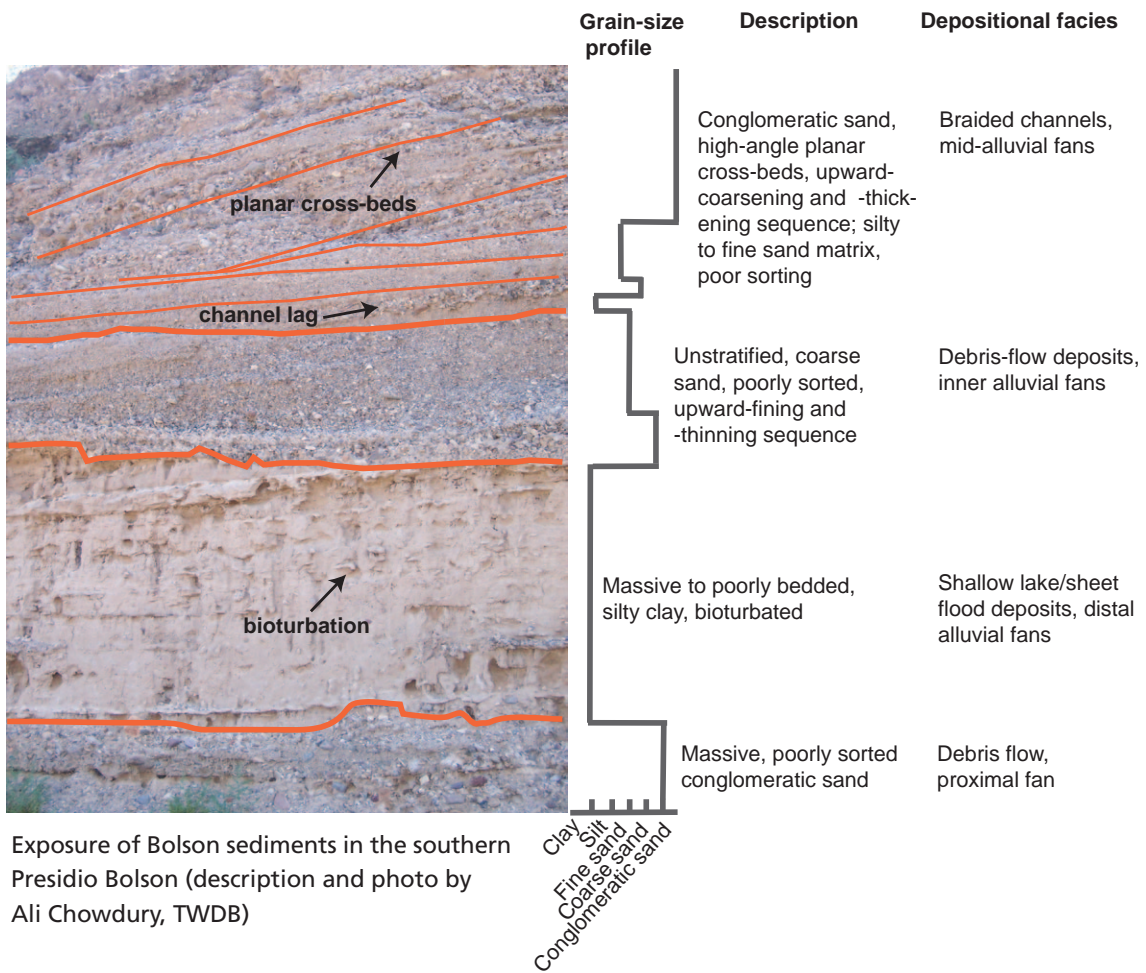 Grain-size
profile
Description
Depositional facies
Conglomeratic sand,
high-angle planar
cross-beds, upward-
coarsening and -thick-
ening sequence; silty
to fine sand matrix,
poor sorting
Braided channels,
mid-alluvial fans
planar cross-beds
channel lag
Unstratified, coarse
sand, poorly sorted,
upward-fining and
-thinning sequence
Debris-flow deposits,
inner alluvial fans
bioturbation
Massive to poorly bedded,
silty clay, bioturbated
Shallow lake/sheet
flood deposits, distal
alluvial fans
Massive, poorly sorted
conglomeratic sand
Debris flow,
proximal fan
Clay
Silt
Fine sand
Coarse sand
Conglomeratic sand
Exposure of Bolson sediments in the southern
Presidio Bolson (description and photo by
Ali Chowdury, TWDB)